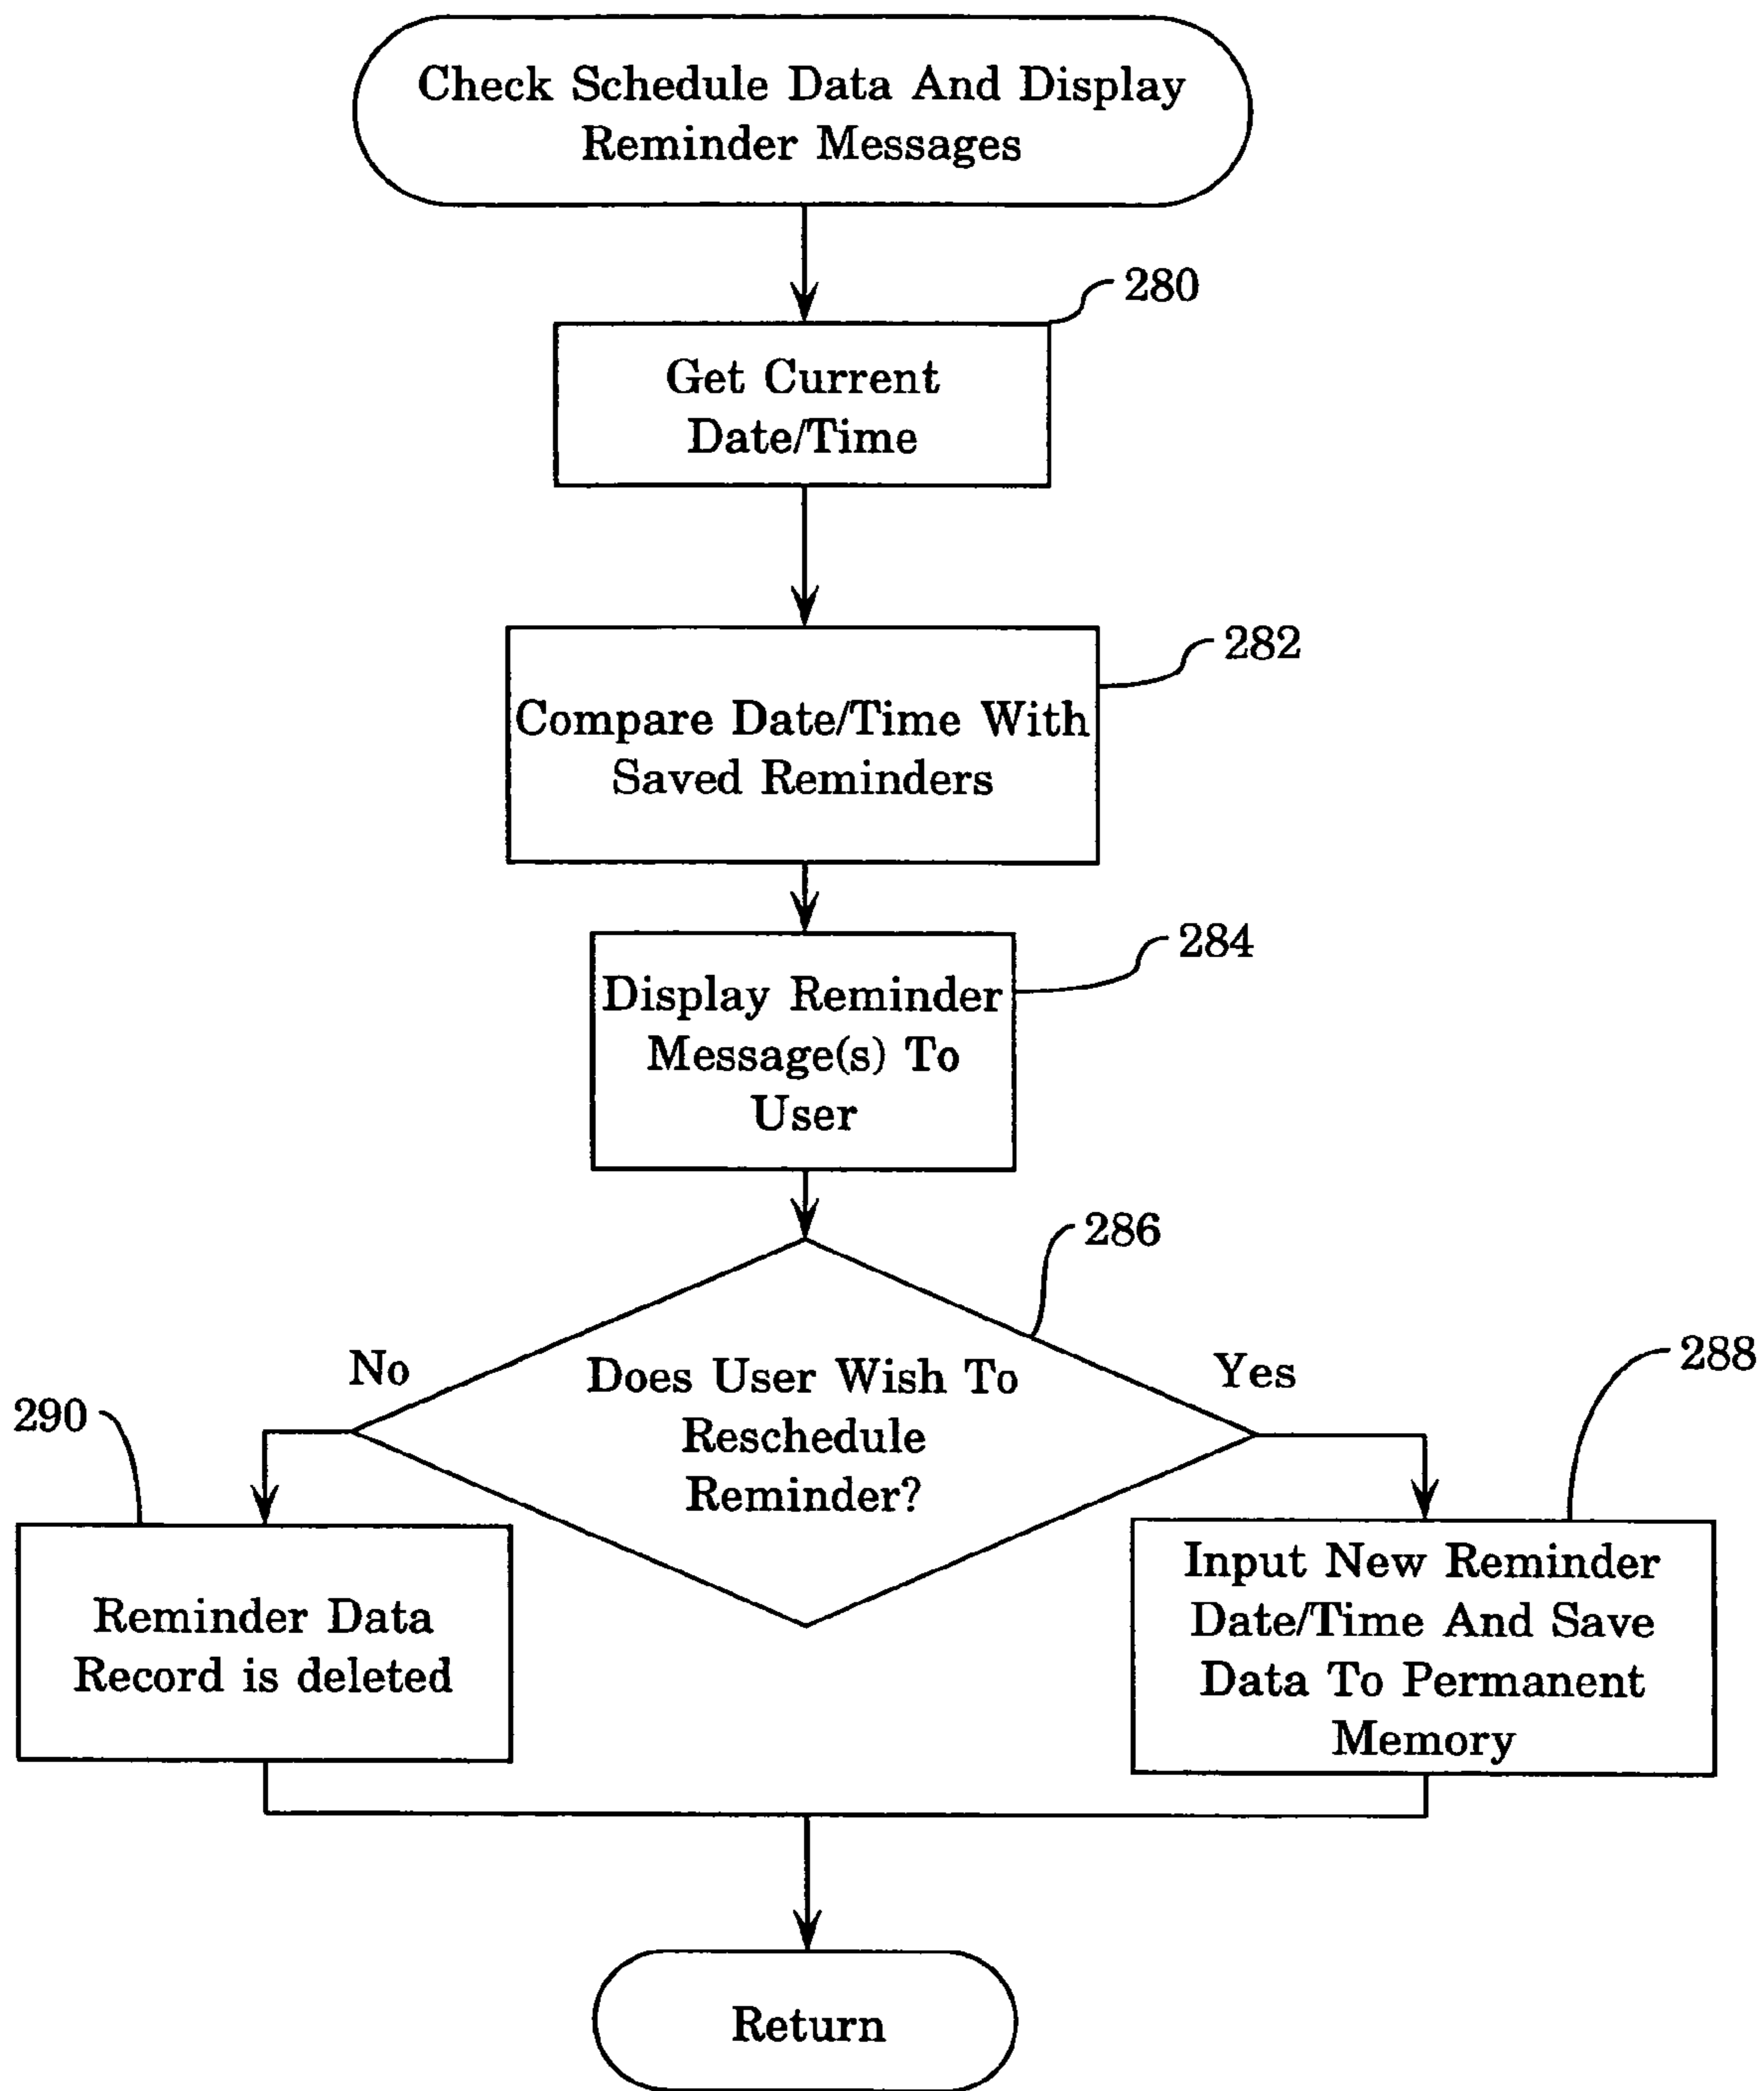 Check Schedule Data And Display
Reminder Messages
280
Get Current
Date/Time
282
Compare Date/Time With
Saved Reminders
284
Display Reminder
Message(s) To
User
286
No
Does User Wish To
Reschedule
Reminder?
Yes
288
290
Reminder Data
Record is deleted
Input New Reminder
Date/Time And Save
Data To Permanent
Memory
Return